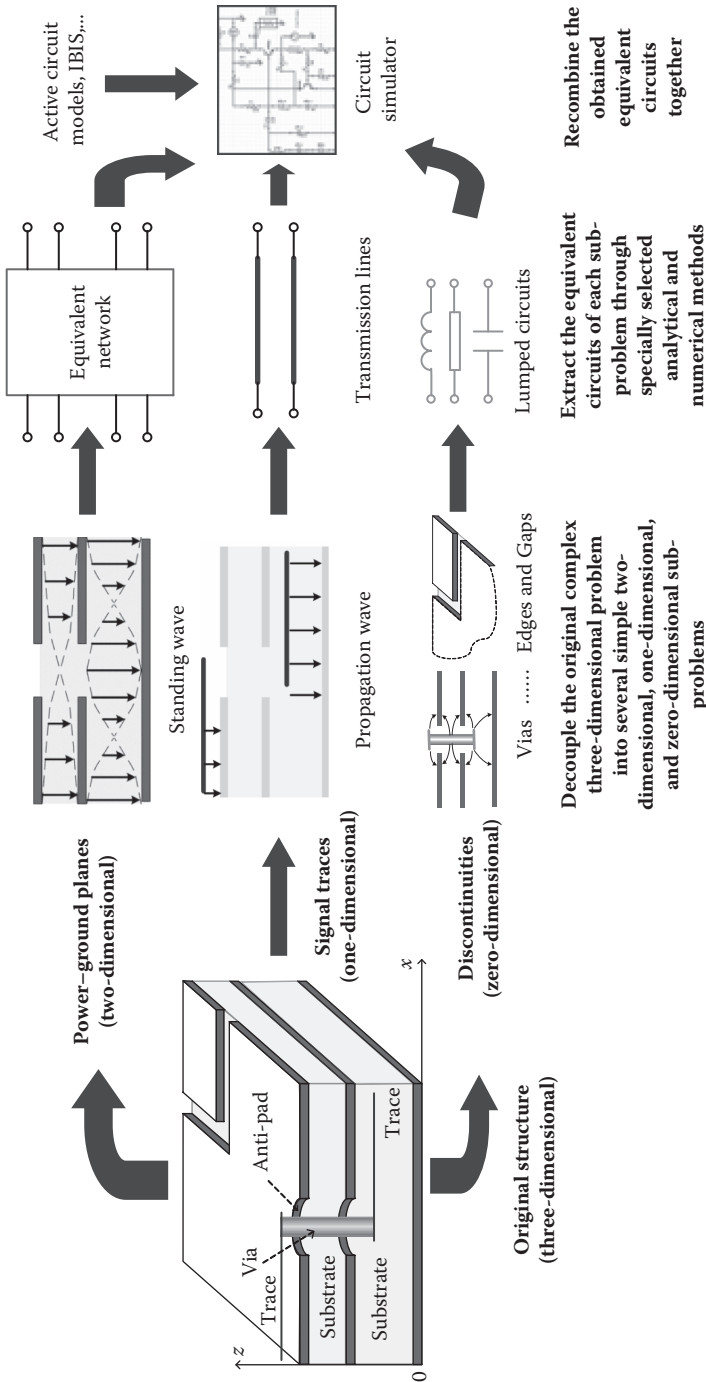 Power–ground planes
(two-dimensional)
Standing wave
Equivalent
network
Active circuit
models, IBIS,...
z
Trace
Via
Anti-pad
Substrate
Substrate
Trace
0
x
Signal traces
(one-dimensional)
Propagation wave
Transmission lines
Circuit
simulator
Discontinuities
(zero-dimensional)
Vias ...... Edges and Gaps
Lumped circuits
Original structure
(three-dimensional)
Decouple the original complex
three-dimensional problem
into several simple two-
dimensional, one-dimensional,
and zero-dimensional sub-
problems
Extract the equivalent
circuits of each sub-
problem through
specially selected
analytical and
numerical methods
Recombine the
obtained
equivalent
circuits
together